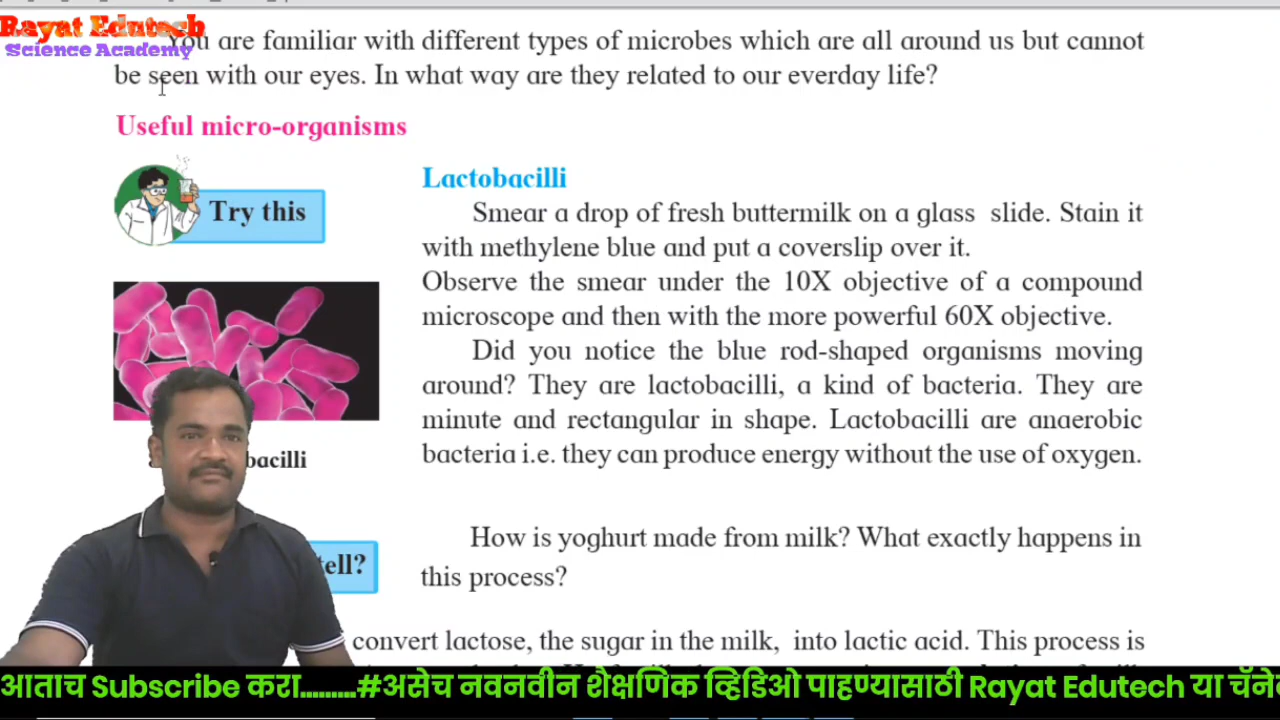 Rayat Edutech
Science Academy
You are familiar with different types of microbes which are all around us but cannot
be seen with our eyes. In what way are they related to our everday life?
Useful micro-organisms
Try this
Lactobacilli
Smear a drop of fresh buttermilk on a glass slide. Stain it
with methylene blue and put a coverslip over it.
Observe the smear under the 10X objective of a compound
microscope and then with the more powerful 60X objective.
Did you notice the blue rod-shaped organisms moving
around? They are lactobacilli, a kind of bacteria. They are
minute and rectangular in shape. Lactobacilli are anaerobic
bacteria i.e. they can produce energy without the use of oxygen.
bacilli
tell?
How is yoghurt made from milk? What exactly happens in
this process?
convert lactose, the sugar in the milk, into lactic acid. This process is
आताच Subscribe करा.........#असेच नवनवीन शैक्षणिक व्हिडिओ पाहण्यासाठी Rayat Edutech या